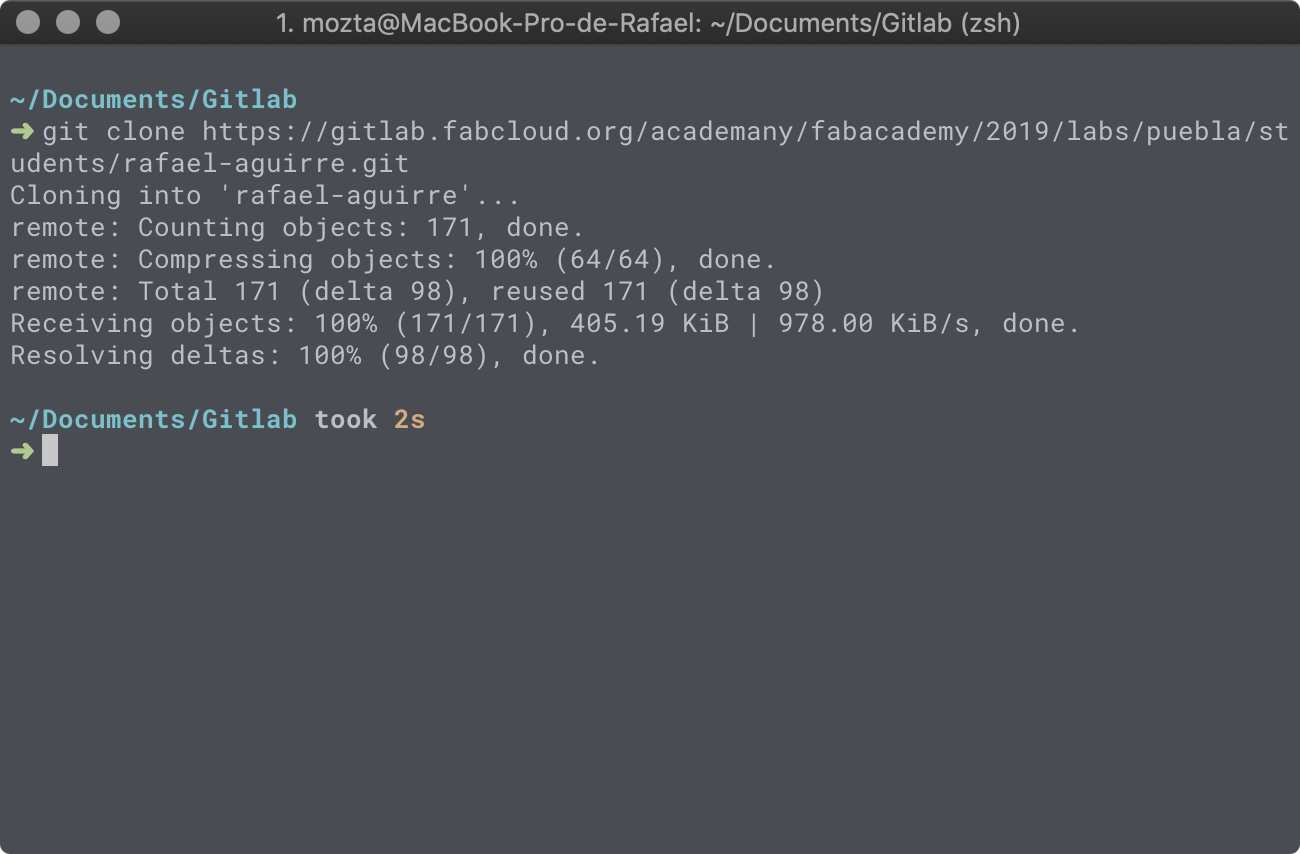 1. mozta@MacBook-Pro-de-Rafael: ~/Documents/Gitlab (zsh)
~/Documents/Gitlab
➜ git clone https://gitlab.fabcloud.org/academany/fabacademy/2019/labs/puebla/st
udents/rafael-aguirre.git
Cloning into 'rafael-aguirre'...
remote: Counting objects: 171, done.
remote: Compressing objects: 100% (64/64), done.
remote: Total 171 (delta 98), reused 171 (delta 98)
Receiving objects: 100% (171/171), 405.19 KiB | 978.00 KiB/s, done.
Resolving deltas: 100% (98/98), done.
~/Documents/Gitlab took 2s
➜